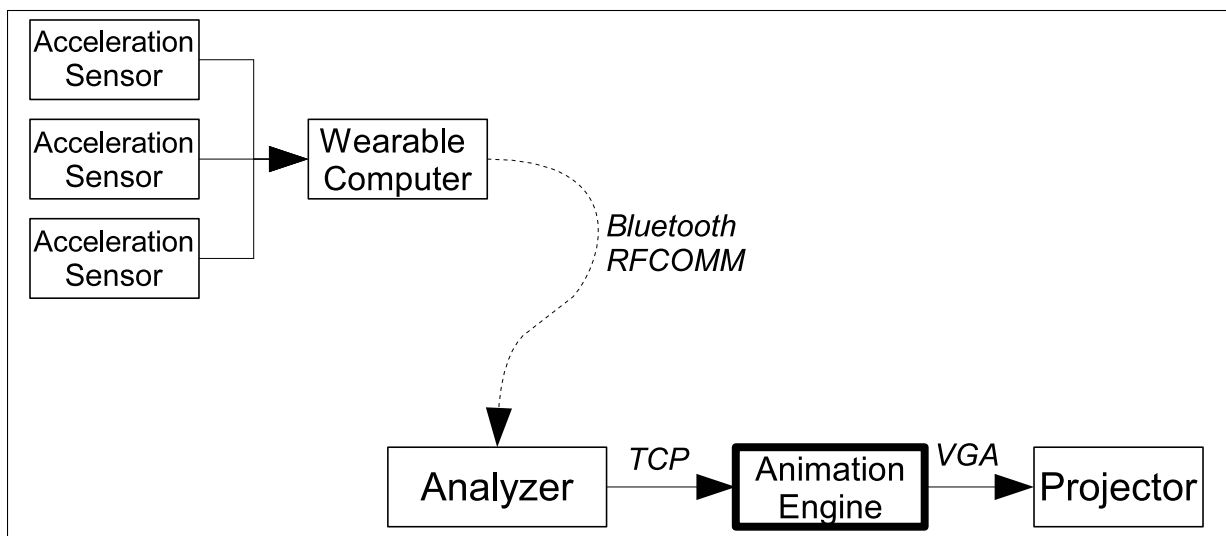 Acceleration
Sensor
Acceleration
Sensor
Acceleration
Sensor
Wearable
Computer
Bluetooth
RFCOMM
Analyzer
TCP
Animation
Engine
VGA
Projector